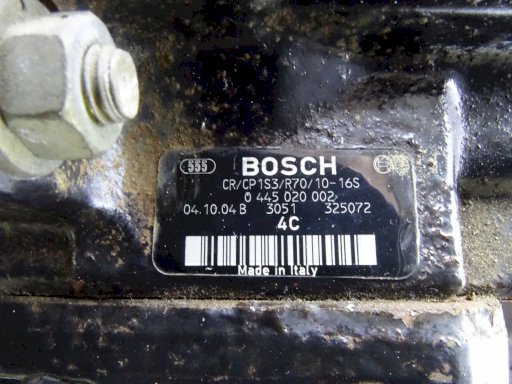 555 BOSCH
CR/CP1S3/R70/10-16S
0 445 020 002
04.10.04 B 3051 325072
4C
Made in Italy